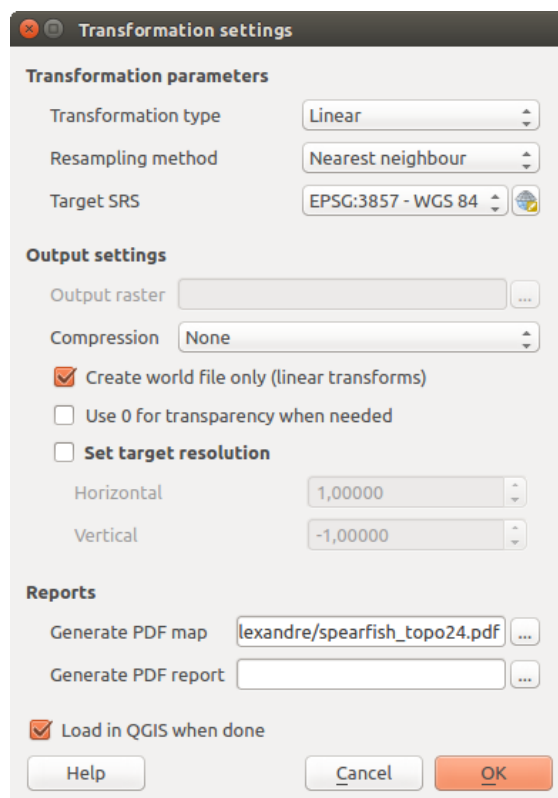 Transformation settings
Transformation parameters
Transformation type Linear
Resampling method Nearest neighbour
Target SRS EPSG:3857 - WGS 84
Output settings
Output raster ...
Compression None
Create world file only (linear transforms)
Use 0 for transparency when needed
Set target resolution
Horizontal 1,00000
Vertical -1,00000
Reports
Generate PDF map lexandre/spearfish_topo24.pdf ...
Generate PDF report ...
Load in QGIS when done
Help Cancel OK